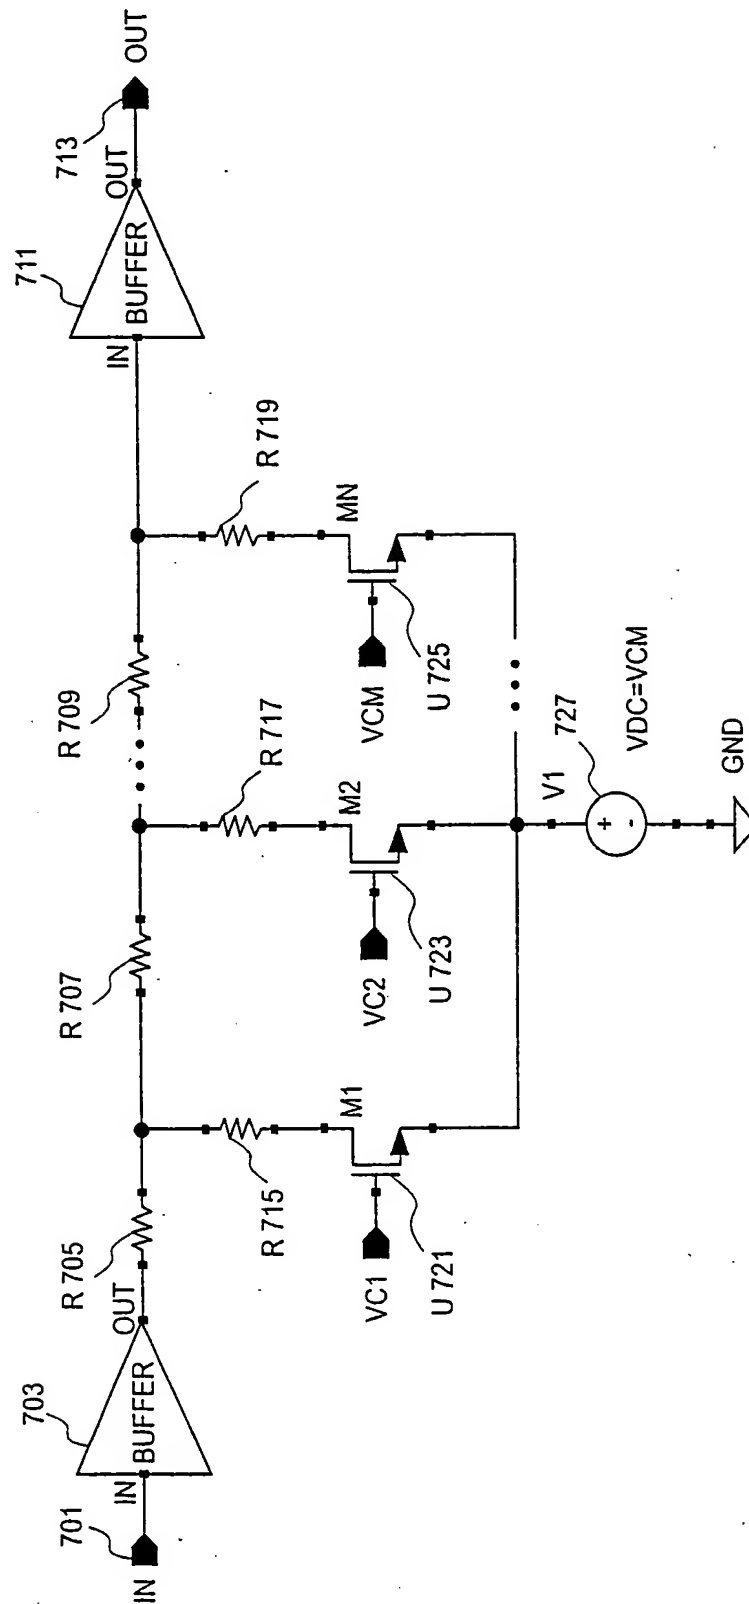 IN
701
IN
703
BUFFER
OUT
R 705
R 707
R 709
IN
711
BUFFER
OUT
713
OUT
R 715
R 717
R 719
M1
M2
MN
VC1
VC2
VCM
U 721
U 723
U 725
V1
727
VDC=VCM
+
-
GND